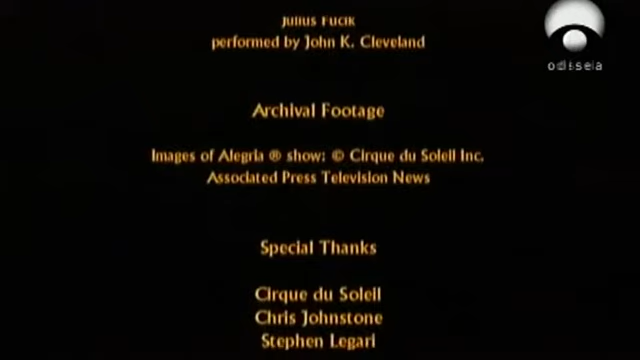 Julius Fucik
performed by John K. Cleveland
odisea
Archival Footage
Images of Alegria ® show: © Cirque du Soleil Inc.
Associated Press Television News
Special Thanks
Cirque du Soleil
Chris Johnstone
Stephen Legari